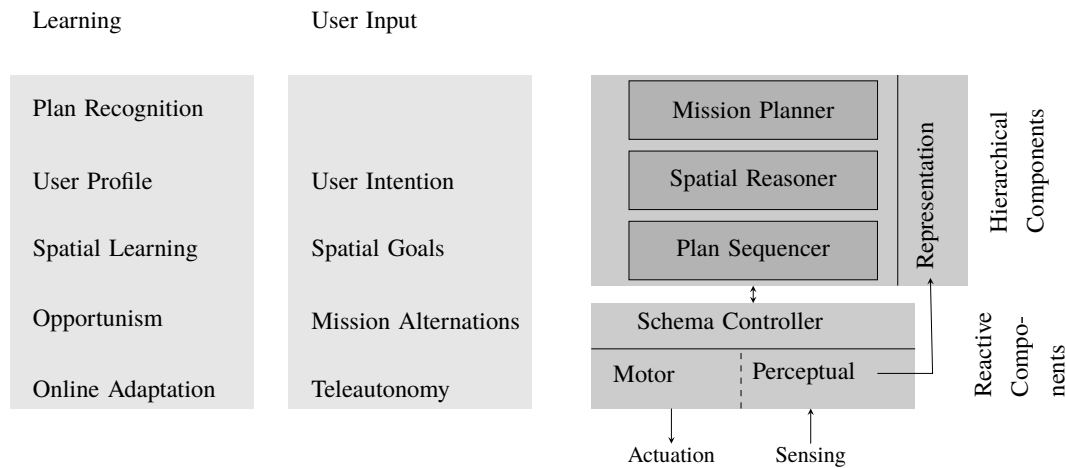 Learning
User Input
Plan Recognition
User Profile
Spatial Learning
Opportunism
Online Adaptation
User Intention
Spatial Goals
Mission Alternations
Teleautonomy
Mission Planner
Spatial Reasoner
Plan Sequencer
Representation
Hierarchical
Components
Schema Controller
Motor
Perceptual
Reactive
Compo-
nents
Actuation
Sensing